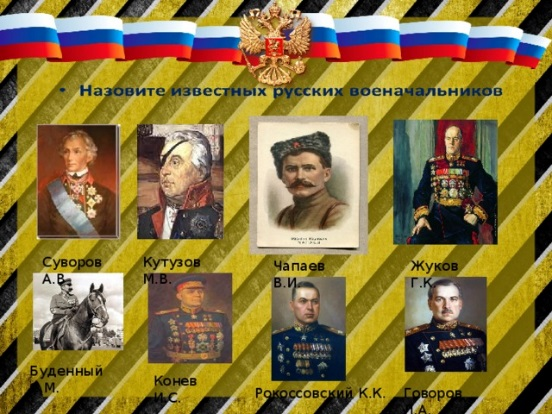 • Назовите известных русских военачальников
Суворов
А.В.
Кутузов
М.В.
Чапаев
В.И.
Жуков
Г.К.
Буденный
М.
Конев
И.С.
Рокоссовский К.К.
Говоров
Л.А.